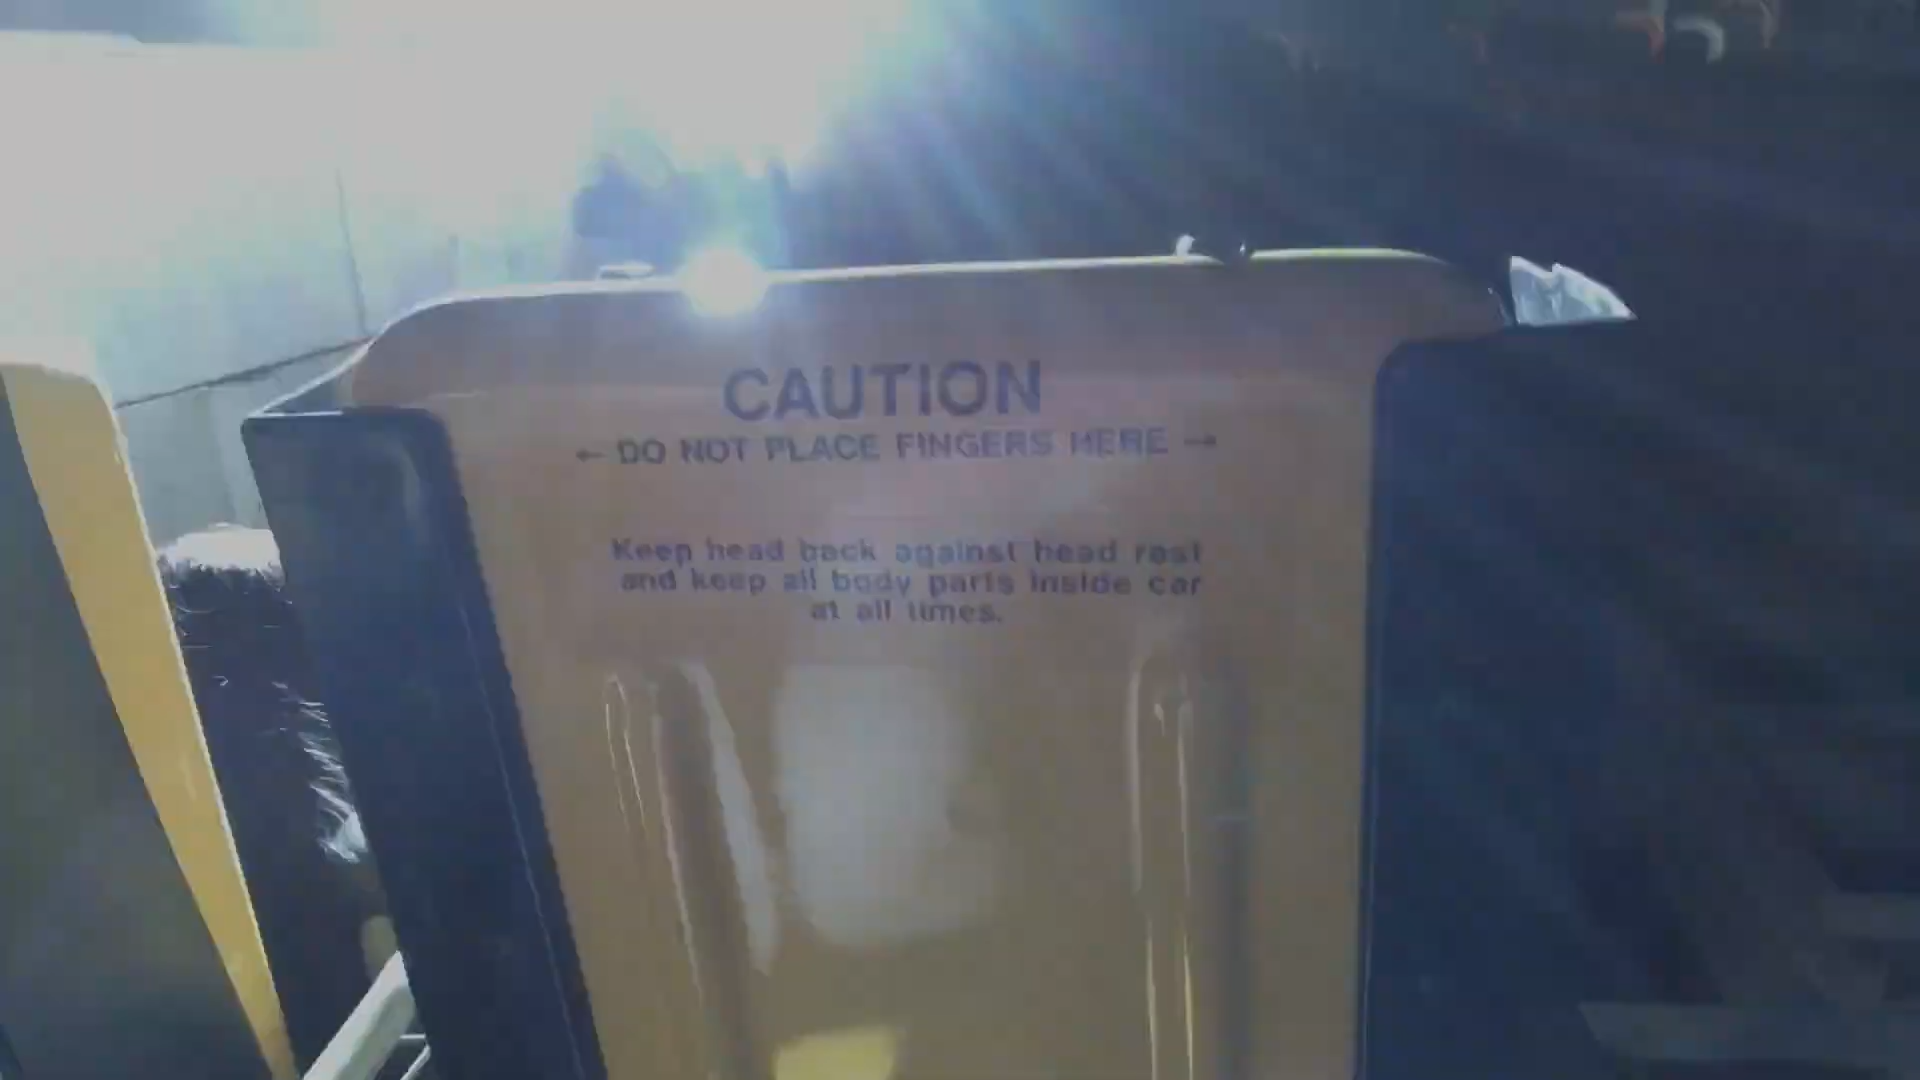 CAUTION
← DO NOT PLACE FINGERS HERE →
Keep head back against head rest
and keep all body parts inside car
at all times.